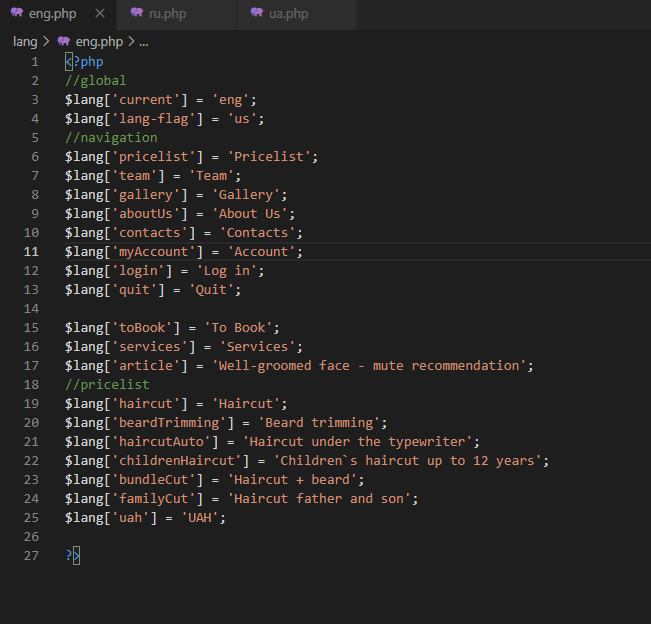 eng.php × ru.php ua.php
lang > eng.php > ...
1 <?php
2 //global
3 $lang['current'] = 'eng';
4 $lang['lang-flag'] = 'us';
5 //navigation
6 $lang['pricelist'] = 'Pricelist';
7 $lang['team'] = 'Team';
8 $lang['gallery'] = 'Gallery';
9 $lang['aboutUs'] = 'About Us';
10 $lang['contacts'] = 'Contacts';
11 $lang['myAccount'] = 'Account';
12 $lang['login'] = 'Log in';
13 $lang['quit'] = 'Quit';
14
15 $lang['toBook'] = 'To Book';
16 $lang['services'] = 'Services';
17 $lang['article'] = 'Well-groomed face - mute recommendation';
18 //pricelist
19 $lang['haircut'] = 'Haircut';
20 $lang['beardTrimming'] = 'Beard trimming';
21 $lang['haircutAuto'] = 'Haircut under the typewriter';
22 $lang['childrenHaircut'] = 'Children`s haircut up to 12 years';
23 $lang['bundleCut'] = 'Haircut + beard';
24 $lang['familyCut'] = 'Haircut father and son';
25 $lang['uah'] = 'UAH';
26
27 ?>